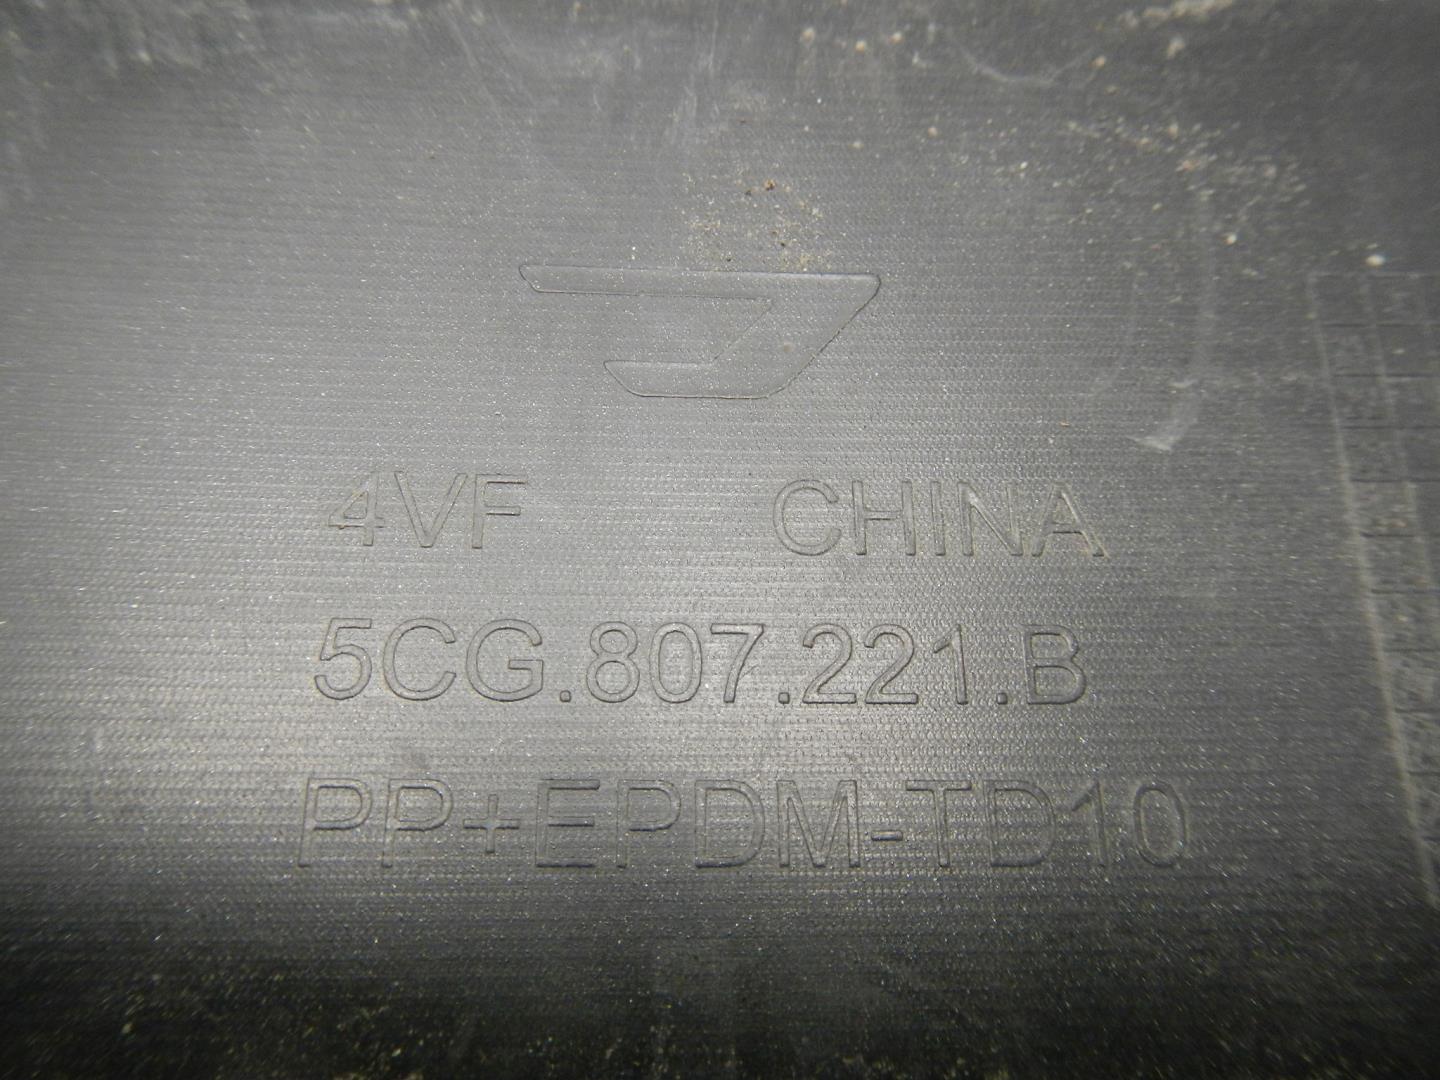 4VF CHINA
5CG.807.221.B
PP+EPDM-TD10